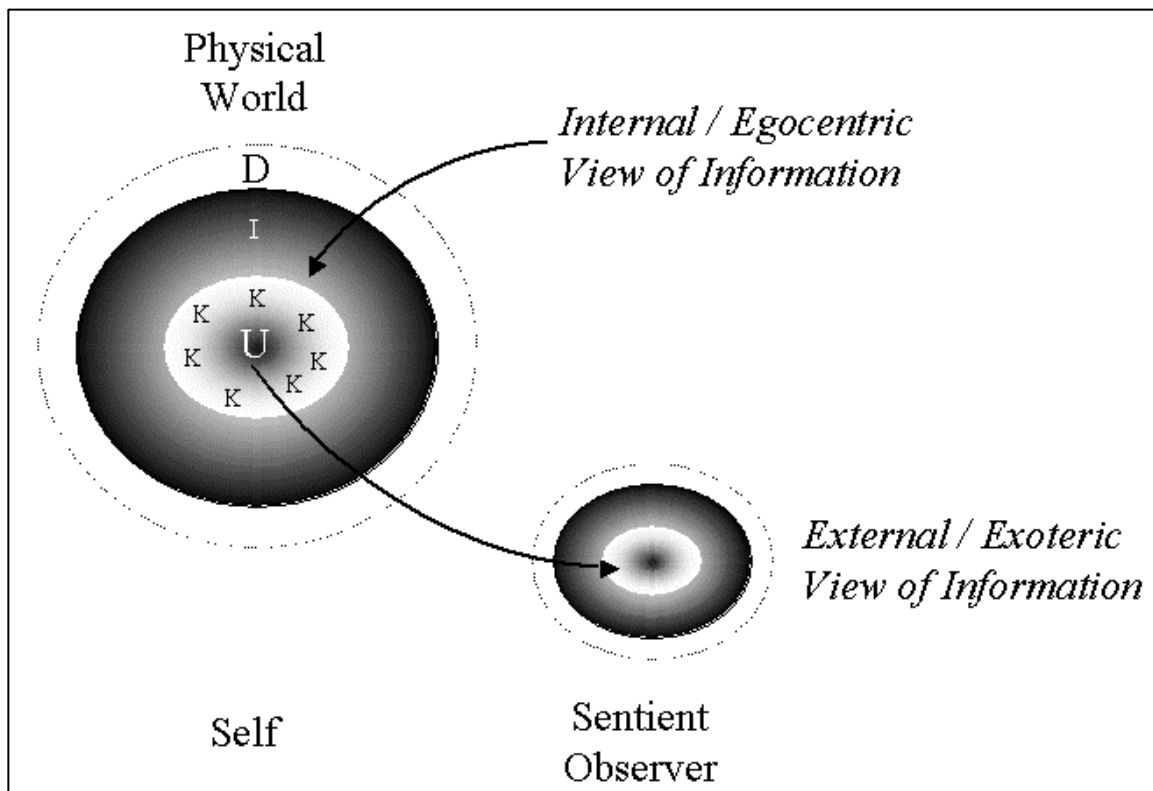 Physical
World
Internal / Egocentric
View of Information
D
I
K
K
K
U
K
K
K
K
External / Exoteric
View of Information
Self
Sentient
Observer